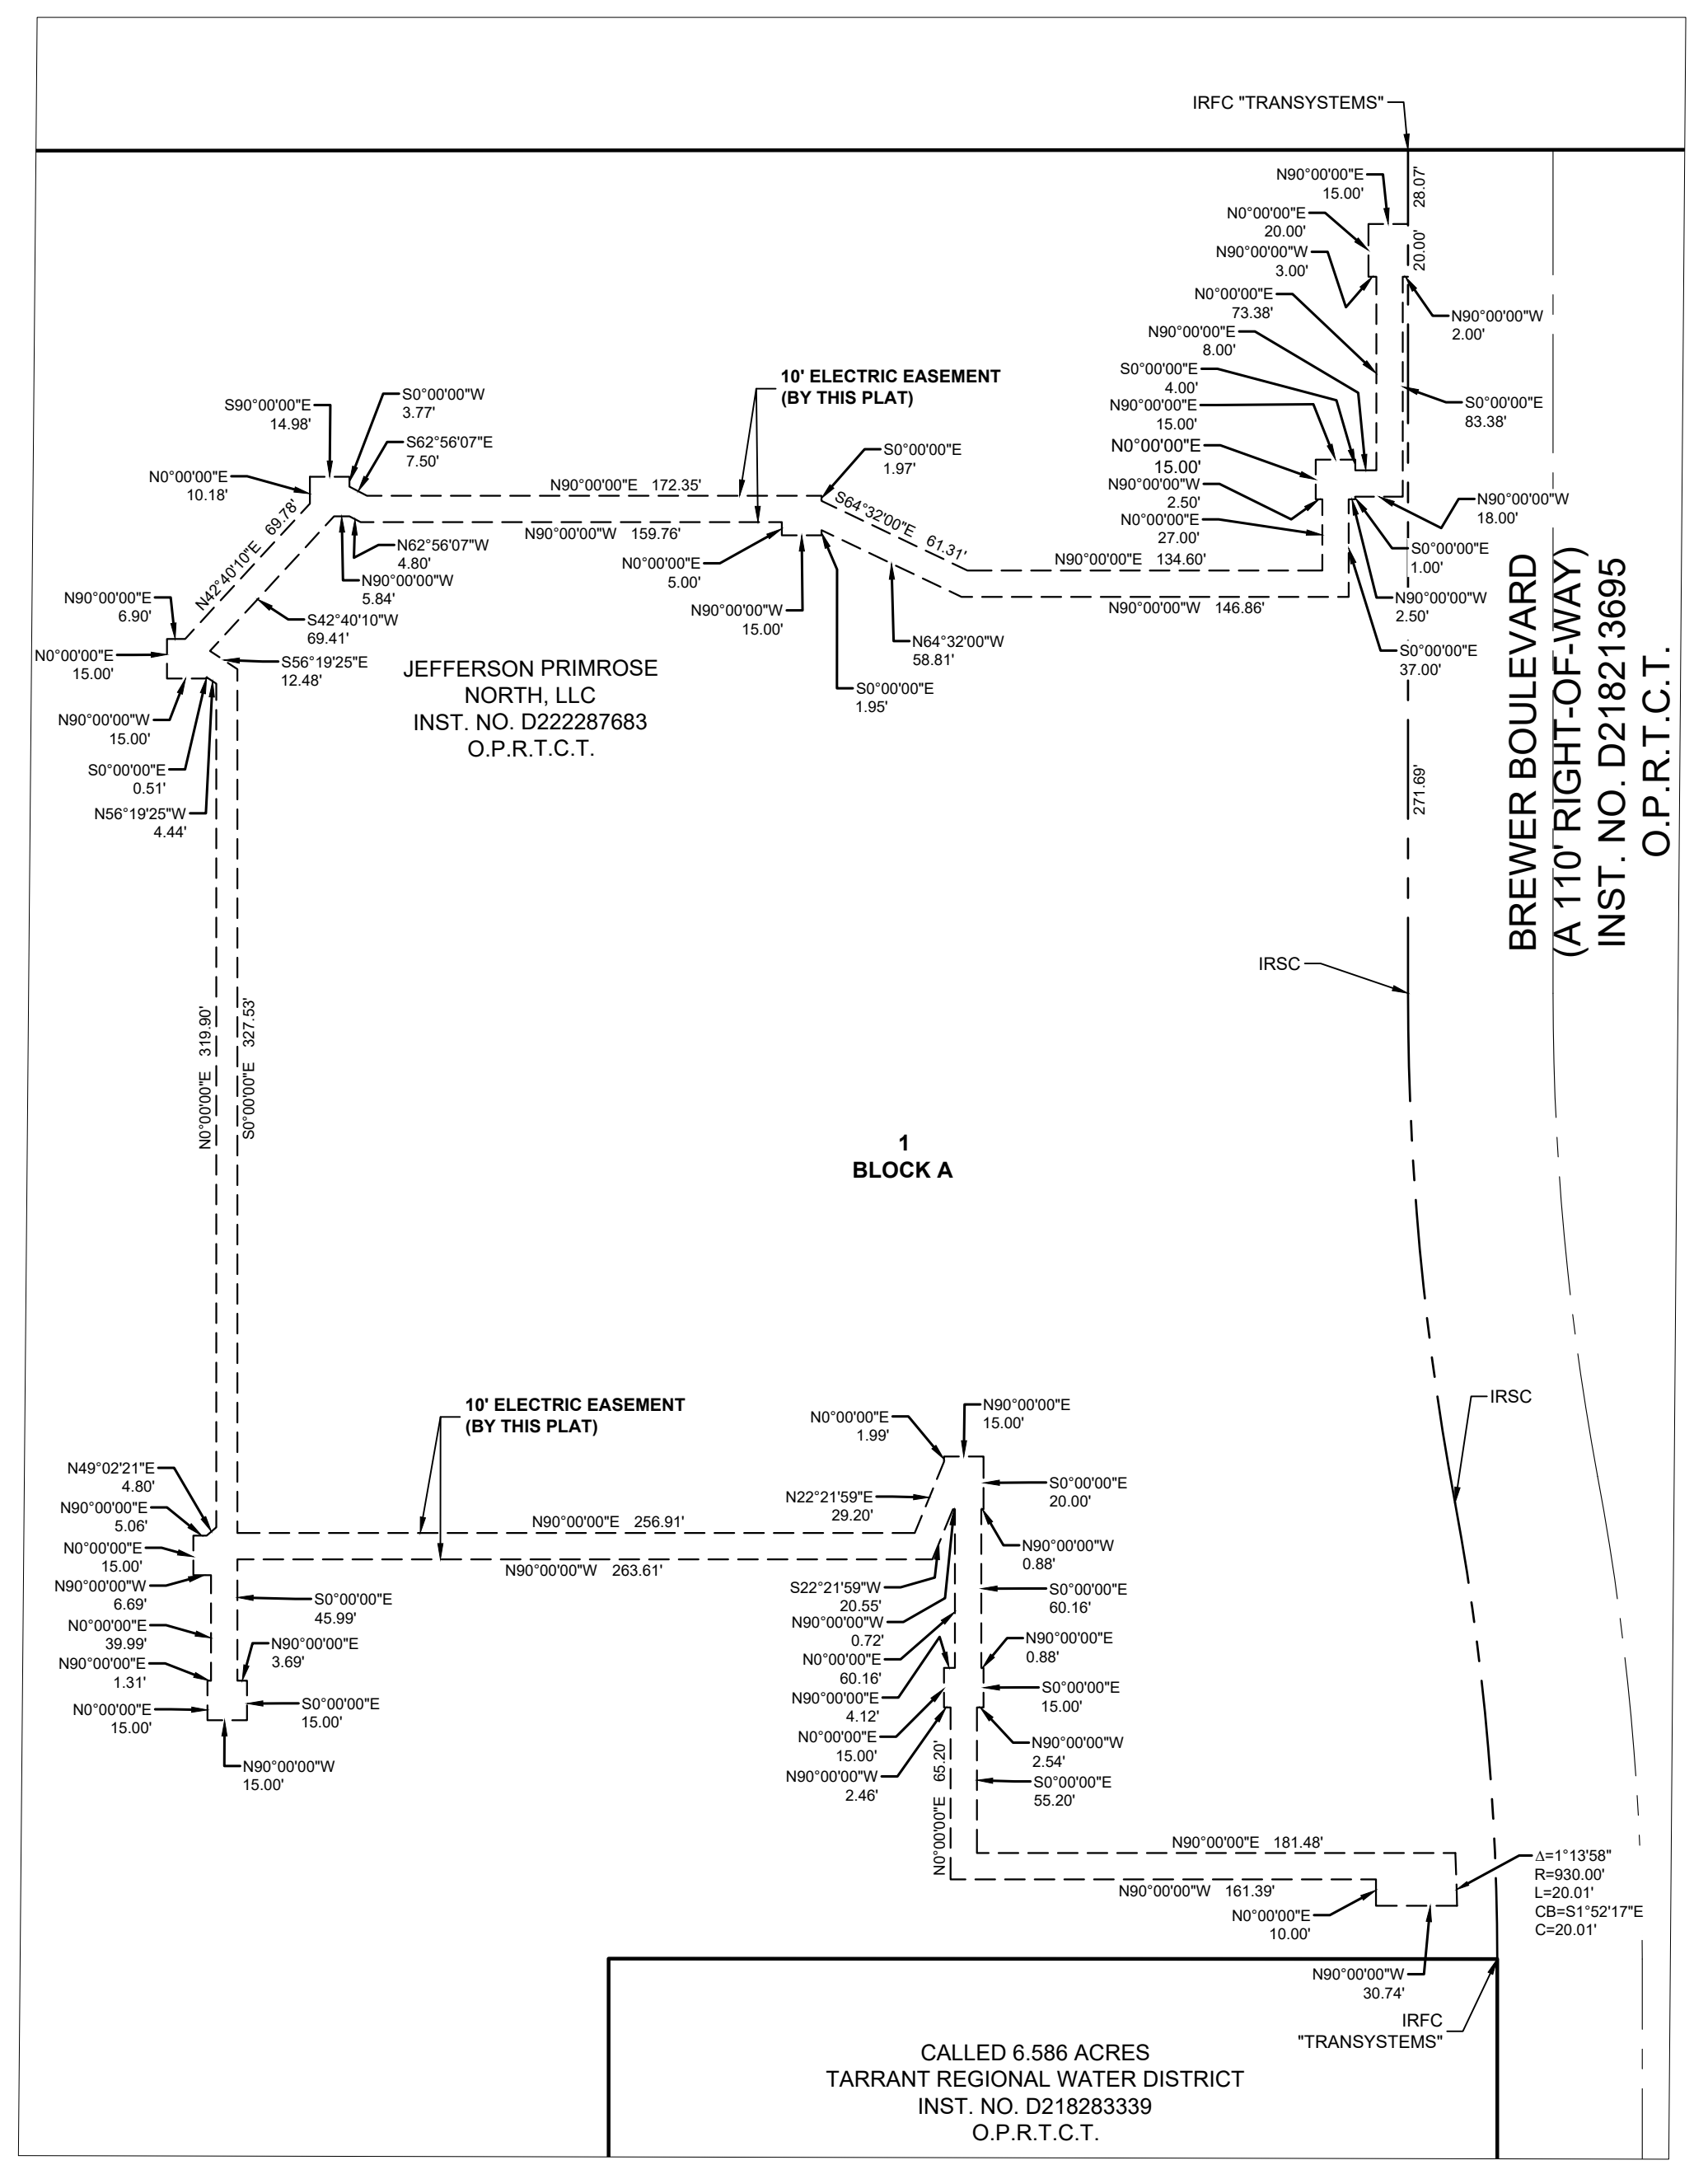 IRFC "TRANSYSTEMS"
28.07'
N90°00'00"E
15.00'
N0°00'00"E
20.00'
20.00'
N90°00'00"W
3.00'
N0°00'00"E
73.38'
N90°00'00"W
2.00'
N90°00'00"E
8.00'
S0°00'00"E
4.00'
N90°00'00"E
15.00'
S0°00'00"E
83.38'
N0°00'00"E
15.00'
N90°00'00"W
2.50'
N0°00'00"E
27.00'
N90°00'00"W
18.00'
S0°00'00"E
1.00'
N90°00'00"W
2.50'
S0°00'00"E
37.00'
10' ELECTRIC EASEMENT
(BY THIS PLAT)
S90°00'00"E
14.98'
S0°00'00"W
3.77'
S62°56'07"E
7.50'
N0°00'00"E
10.18'
N90°00'00"E 172.35'
S0°00'00"E
1.97'
S64°32'00"E 61.31'
N90°00'00"W 159.76'
N62°56'07"W
4.80'
N90°00'00"W
5.84'
N0°00'00"E
5.00'
N90°00'00"E 134.60'
N90°00'00"W 146.86'
N90°00'00"W
15.00'
N64°32'00"W
58.81'
S0°00'00"E
1.95'
N42°40'10"E 69.78'
N90°00'00"E
6.90'
S42°40'10"W
69.41'
N0°00'00"E
15.00'
S56°19'25"E
12.48'
N90°00'00"W
15.00'
S0°00'00"E
0.51'
N56°19'25"W
4.44'
JEFFERSON PRIMROSE
NORTH, LLC
INST. NO. D222287683
O.P.R.T.C.T.
BREWER BOULEVARD
(A 110' RIGHT-OF-WAY)
INST. NO. D218213695
O.P.R.T.C.T.
271.69'
IRSC
N0°00'00"E 319.90'
S0°00'00"E 327.53'
1
BLOCK A
IRSC
10' ELECTRIC EASEMENT
(BY THIS PLAT)
N0°00'00"E
1.99'
N90°00'00"E
15.00'
N49°02'21"E
4.80'
N90°00'00"E
5.06'
N0°00'00"E
15.00'
N90°00'00"W
6.69'
N0°00'00"E
39.99'
N90°00'00"E
1.31'
N0°00'00"E
15.00'
S0°00'00"E
45.99'
N90°00'00"E
3.69'
S0°00'00"E
15.00'
N90°00'00"W
15.00'
N90°00'00"E 256.91'
N90°00'00"W 263.61'
N22°21'59"E
29.20'
S0°00'00"E
20.00'
N90°00'00"W
0.88'
S22°21'59"W
20.55'
S0°00'00"E
60.16'
N90°00'00"W
0.72'
N0°00'00"E
60.16'
N90°00'00"E
0.88'
N90°00'00"E
4.12'
S0°00'00"E
15.00'
N0°00'00"E
15.00'
N90°00'00"W
2.54'
N90°00'00"W
2.46'
S0°00'00"E
55.20'
N0°00'00"E 65.20'
N90°00'00"E 181.48'
N90°00'00"W 161.39'
N0°00'00"E
10.00'
Δ=1°13'58"
R=930.00'
L=20.01'
CB=S1°52'17"E
C=20.01'
N90°00'00"W
30.74'
IRFC
"TRANSYSTEMS"
CALLED 6.586 ACRES
TARRANT REGIONAL WATER DISTRICT
INST. NO. D218283339
O.P.R.T.C.T.